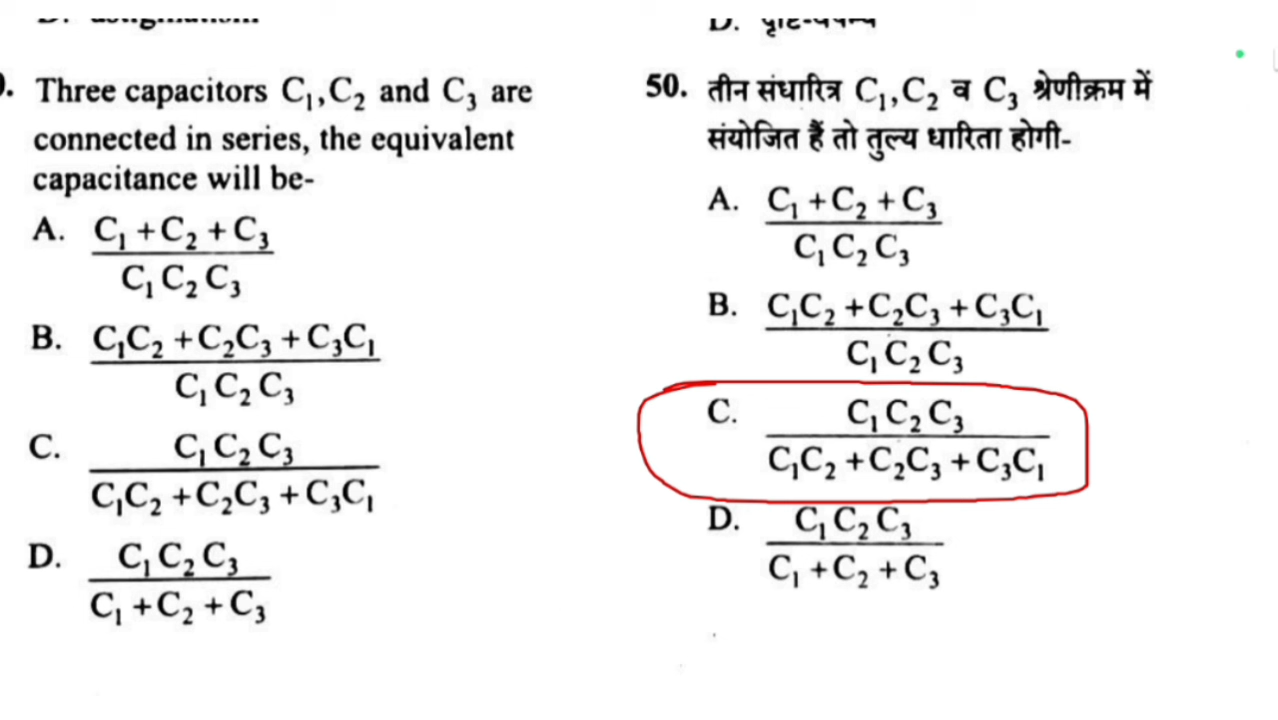 Three capacitors C₁,C₂ and C₃ are
connected in series, the equivalent
capacitance will be-
A. C₁+C₂+C₃
C₁C₂C₃
B. C₁C₂+C₂C₃+C₃C₁
C₁C₂C₃
C. C₁C₂C₃
C₁C₂+C₂C₃+C₃C₁
D. C₁C₂C₃
C₁+C₂+C₃
50. तीन संधारित्र C₁,C₂ व C₃ श्रेणीक्रम में
संयोजित हैं तो तुल्य धारिता होगी-
A. C₁+C₂+C₃
C₁C₂C₃
B. C₁C₂+C₂C₃+C₃C₁
C₁C₂C₃
C. C₁C₂C₃
C₁C₂+C₂C₃+C₃C₁
D. C₁C₂C₃
C₁+C₂+C₃